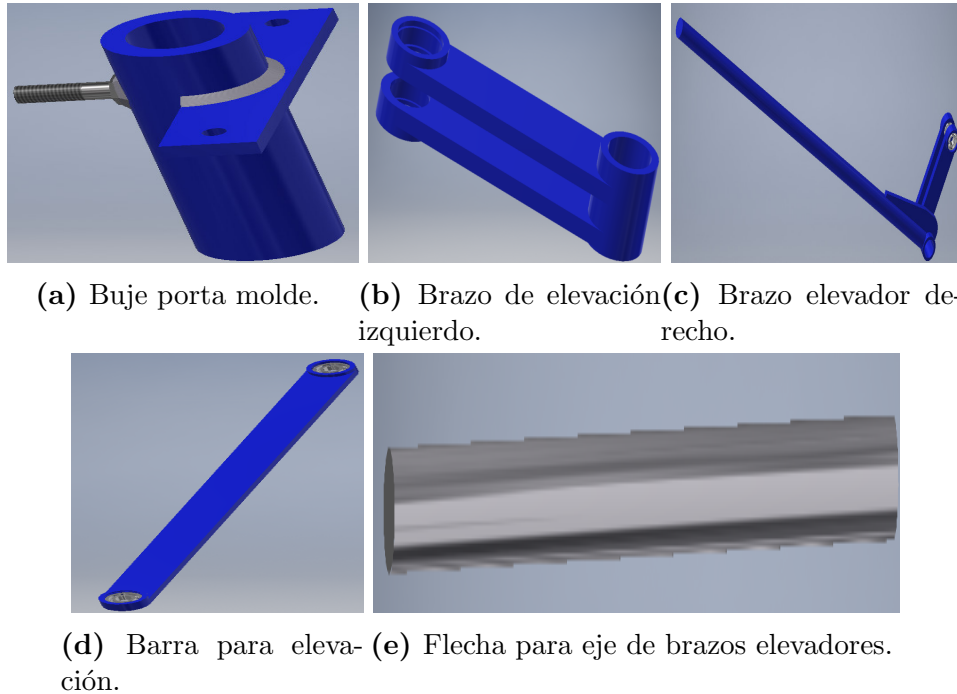 (a) Buje porta molde.
(b) Brazo de elevación
izquierdo.
(c) Brazo elevador de-
recho.
(d) Barra para eleva-
ción.
(e) Flecha para eje de brazos elevadores.